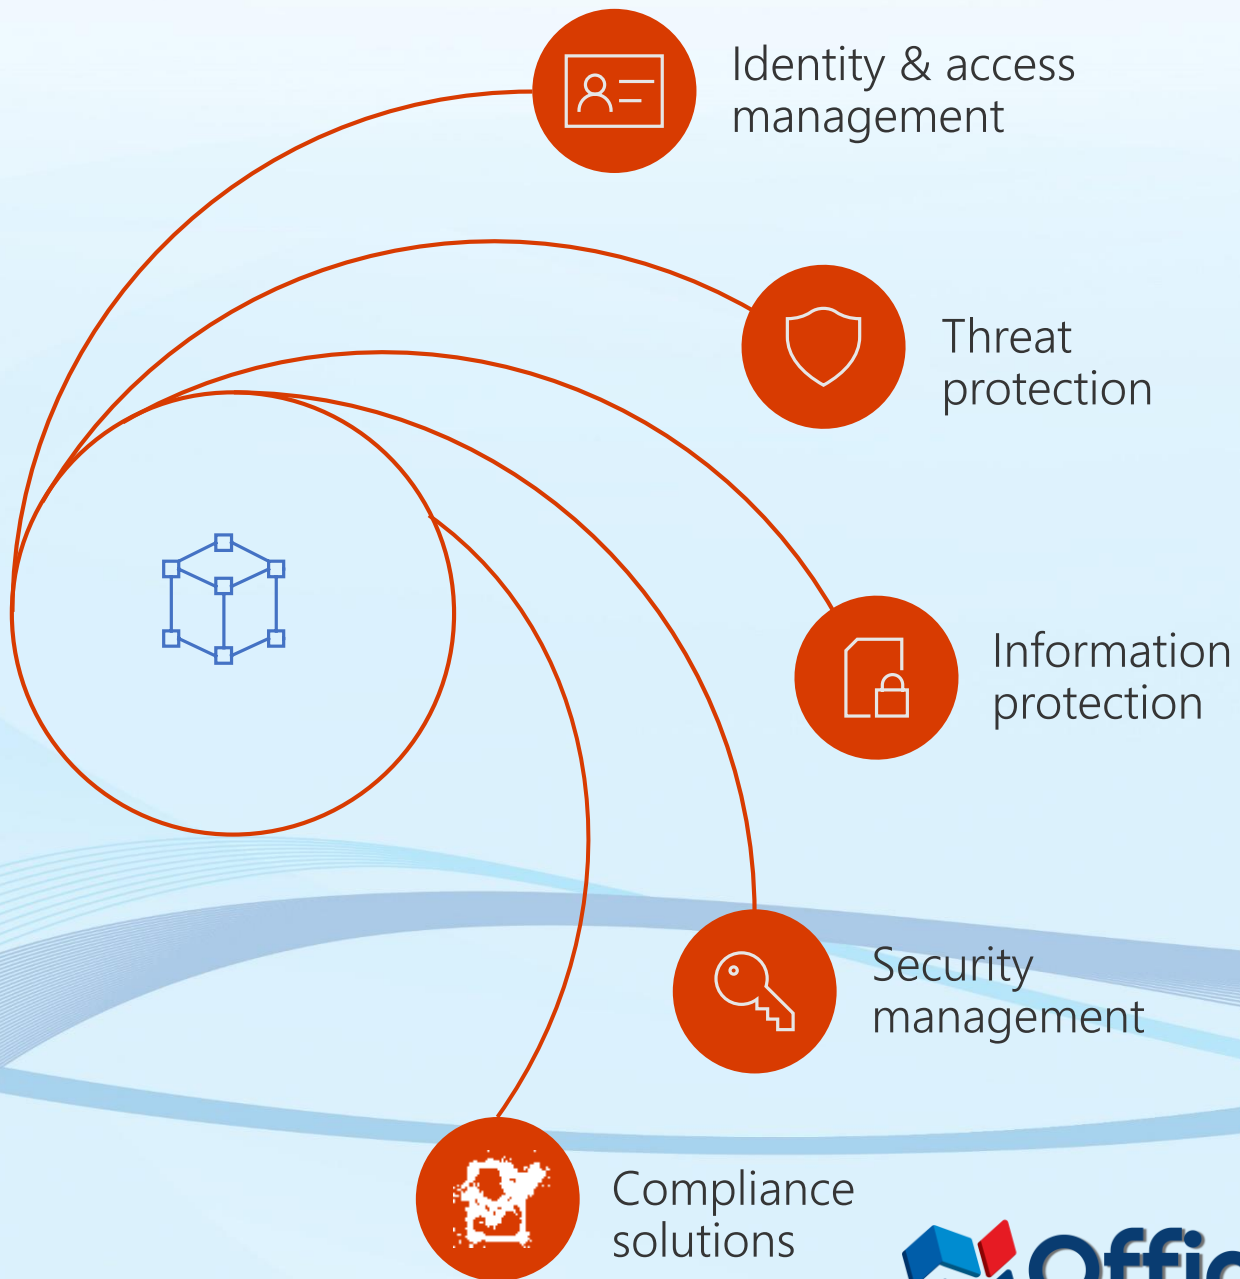 Identity & access
management
Threat
protection
Information
protection
Security
management
Compliance
solutions